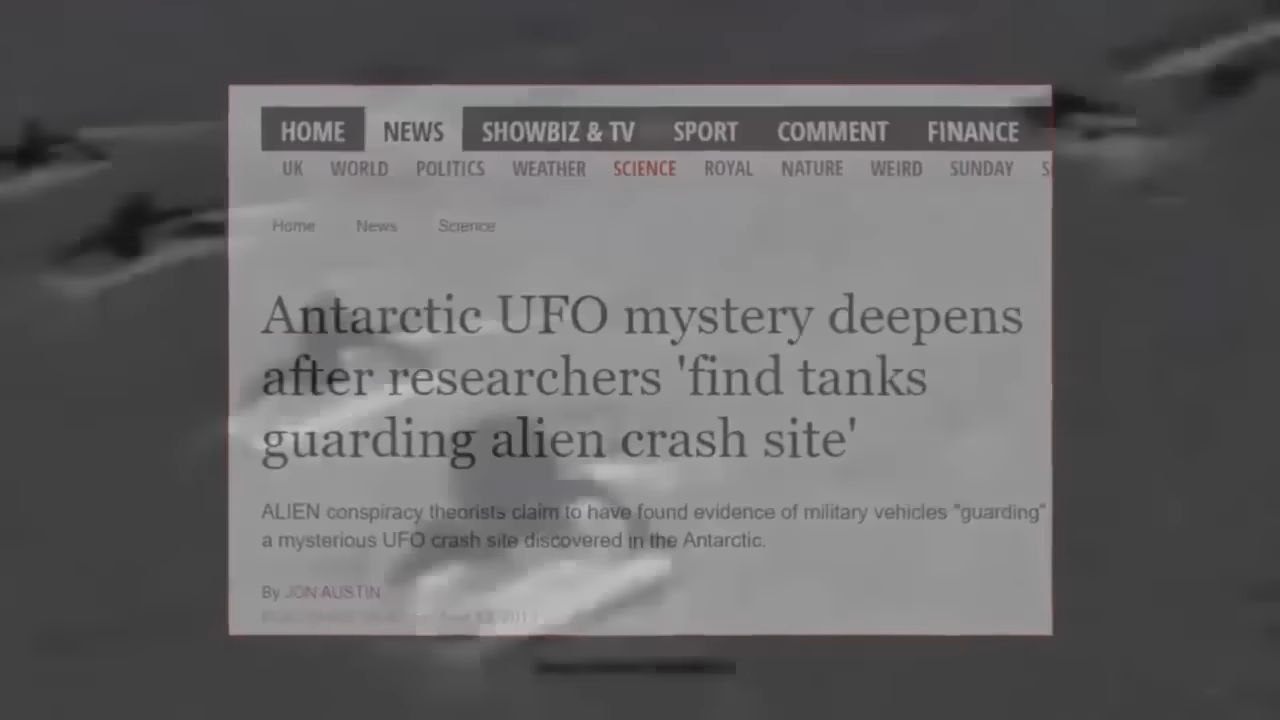 HOME NEWS SHOWBIZ & TV SPORT COMMENT FINANCE
UK WORLD POLITICS WEATHER SCIENCE ROYAL NATURE WEIRD SUNDAY S
Home News Science
Antarctic UFO mystery deepens
after researchers 'find tanks
guarding alien crash site'
ALIEN conspiracy theorists claim to have found evidence of military vehicles "guarding"
a mysterious UFO crash site discovered in the Antarctic.
By JON AUSTIN